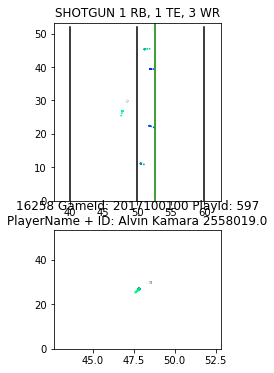 SHOTGUN 1 RB, 1 TE, 3 WR
50
40
30
20
10
0
40 45 50 55 60
16258 GameId: 2017100100 PlayId: 597
PlayerName + ID: Alvin Kamara 2558019.0
40
20
0
45.0 47.5 50.0 52.5